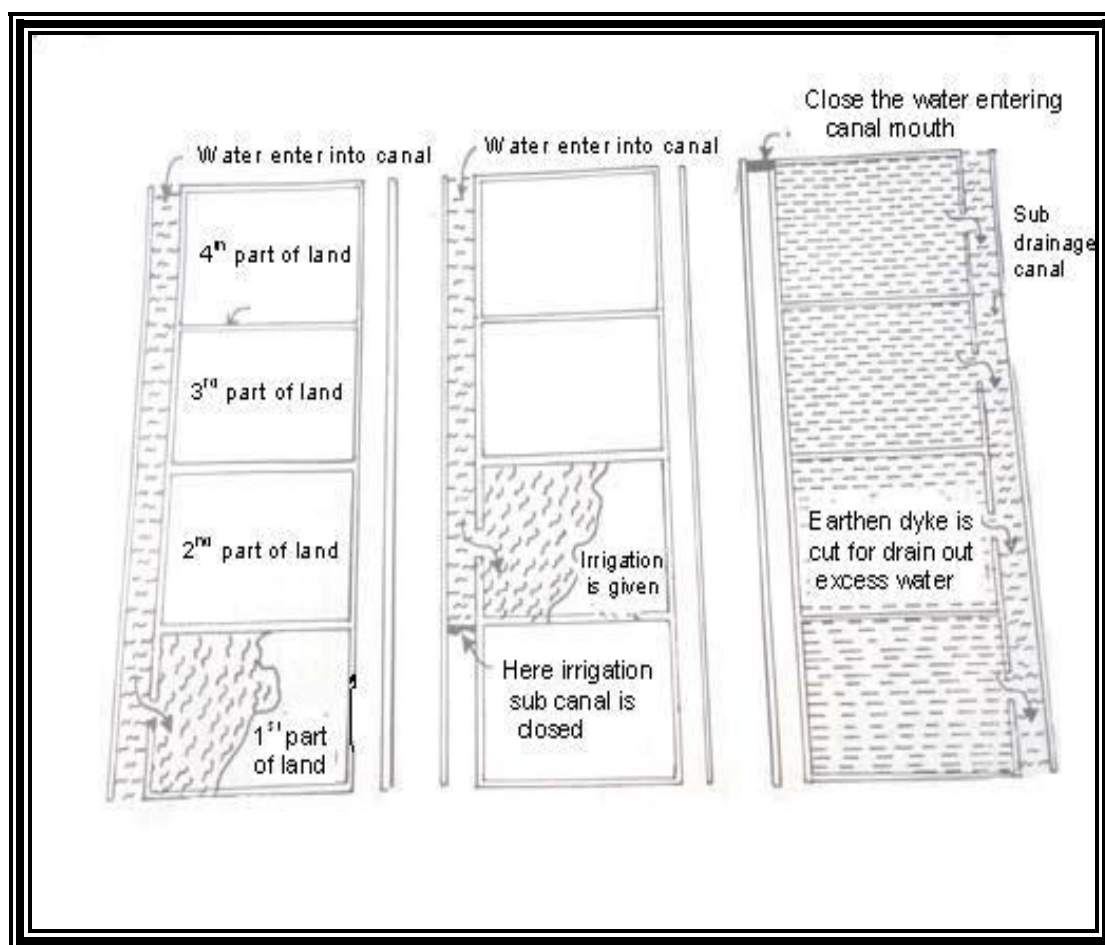 Water enter into canal
4th part of land
3rd part of land
2nd part of land
1st part
of land
Water enter into canal
Irrigation
is given
Here irrigation
sub canal is
closed
Close the water entering
canal mouth
Sub
drainage
canal
Earthen dyke is
cut for drain out
excess water